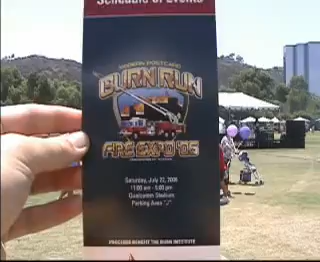 Schedule of Events
BURN RUN
FIRE EXPO '06
Saturday, July 22, 2006
11:00 am - 5:00 pm
Qualcomm Stadium
Parking Area "J"
PROCEEDS BENEFIT THE BURN INSTITUTE